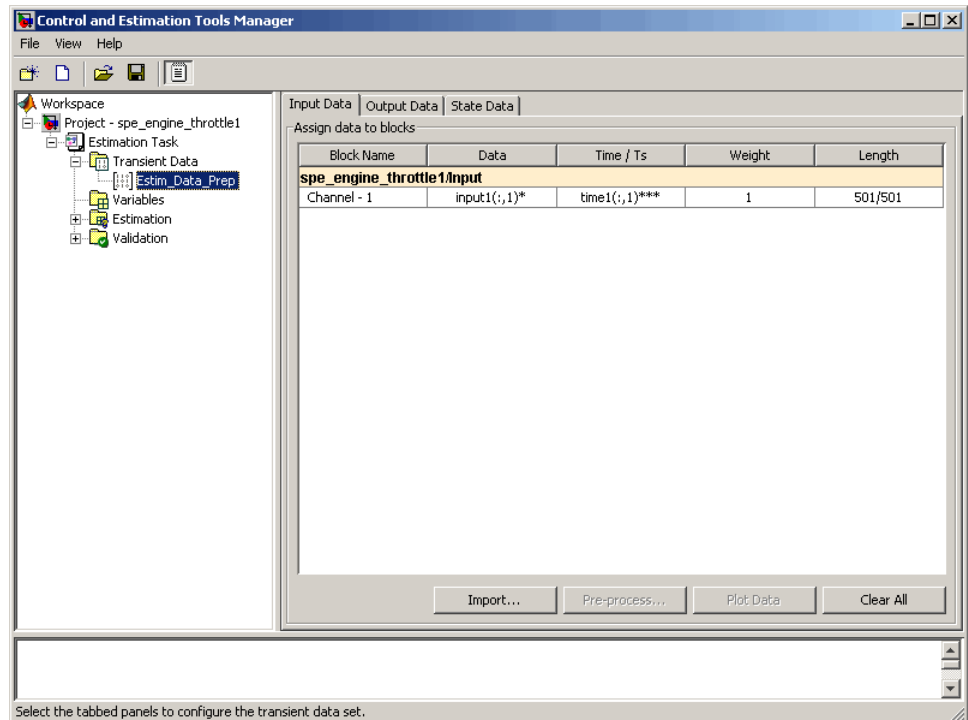 Control and Estimation Tools Manager
File View Help
Workspace
Project - spe_engine_throttle1
Estimation Task
Transient Data
Estim_Data_Prep
Variables
Estimation
Validation
Input Data Output Data State Data
Assign data to blocks
Block Name Data Time / Ts Weight Length
spe_engine_throttle1/Input
Channel - 1 input1(:,1)* time1(:,1)*** 1 501/501
Import... Pre-process... Plot Data Clear All
Select the tabbed panels to configure the transient data set.